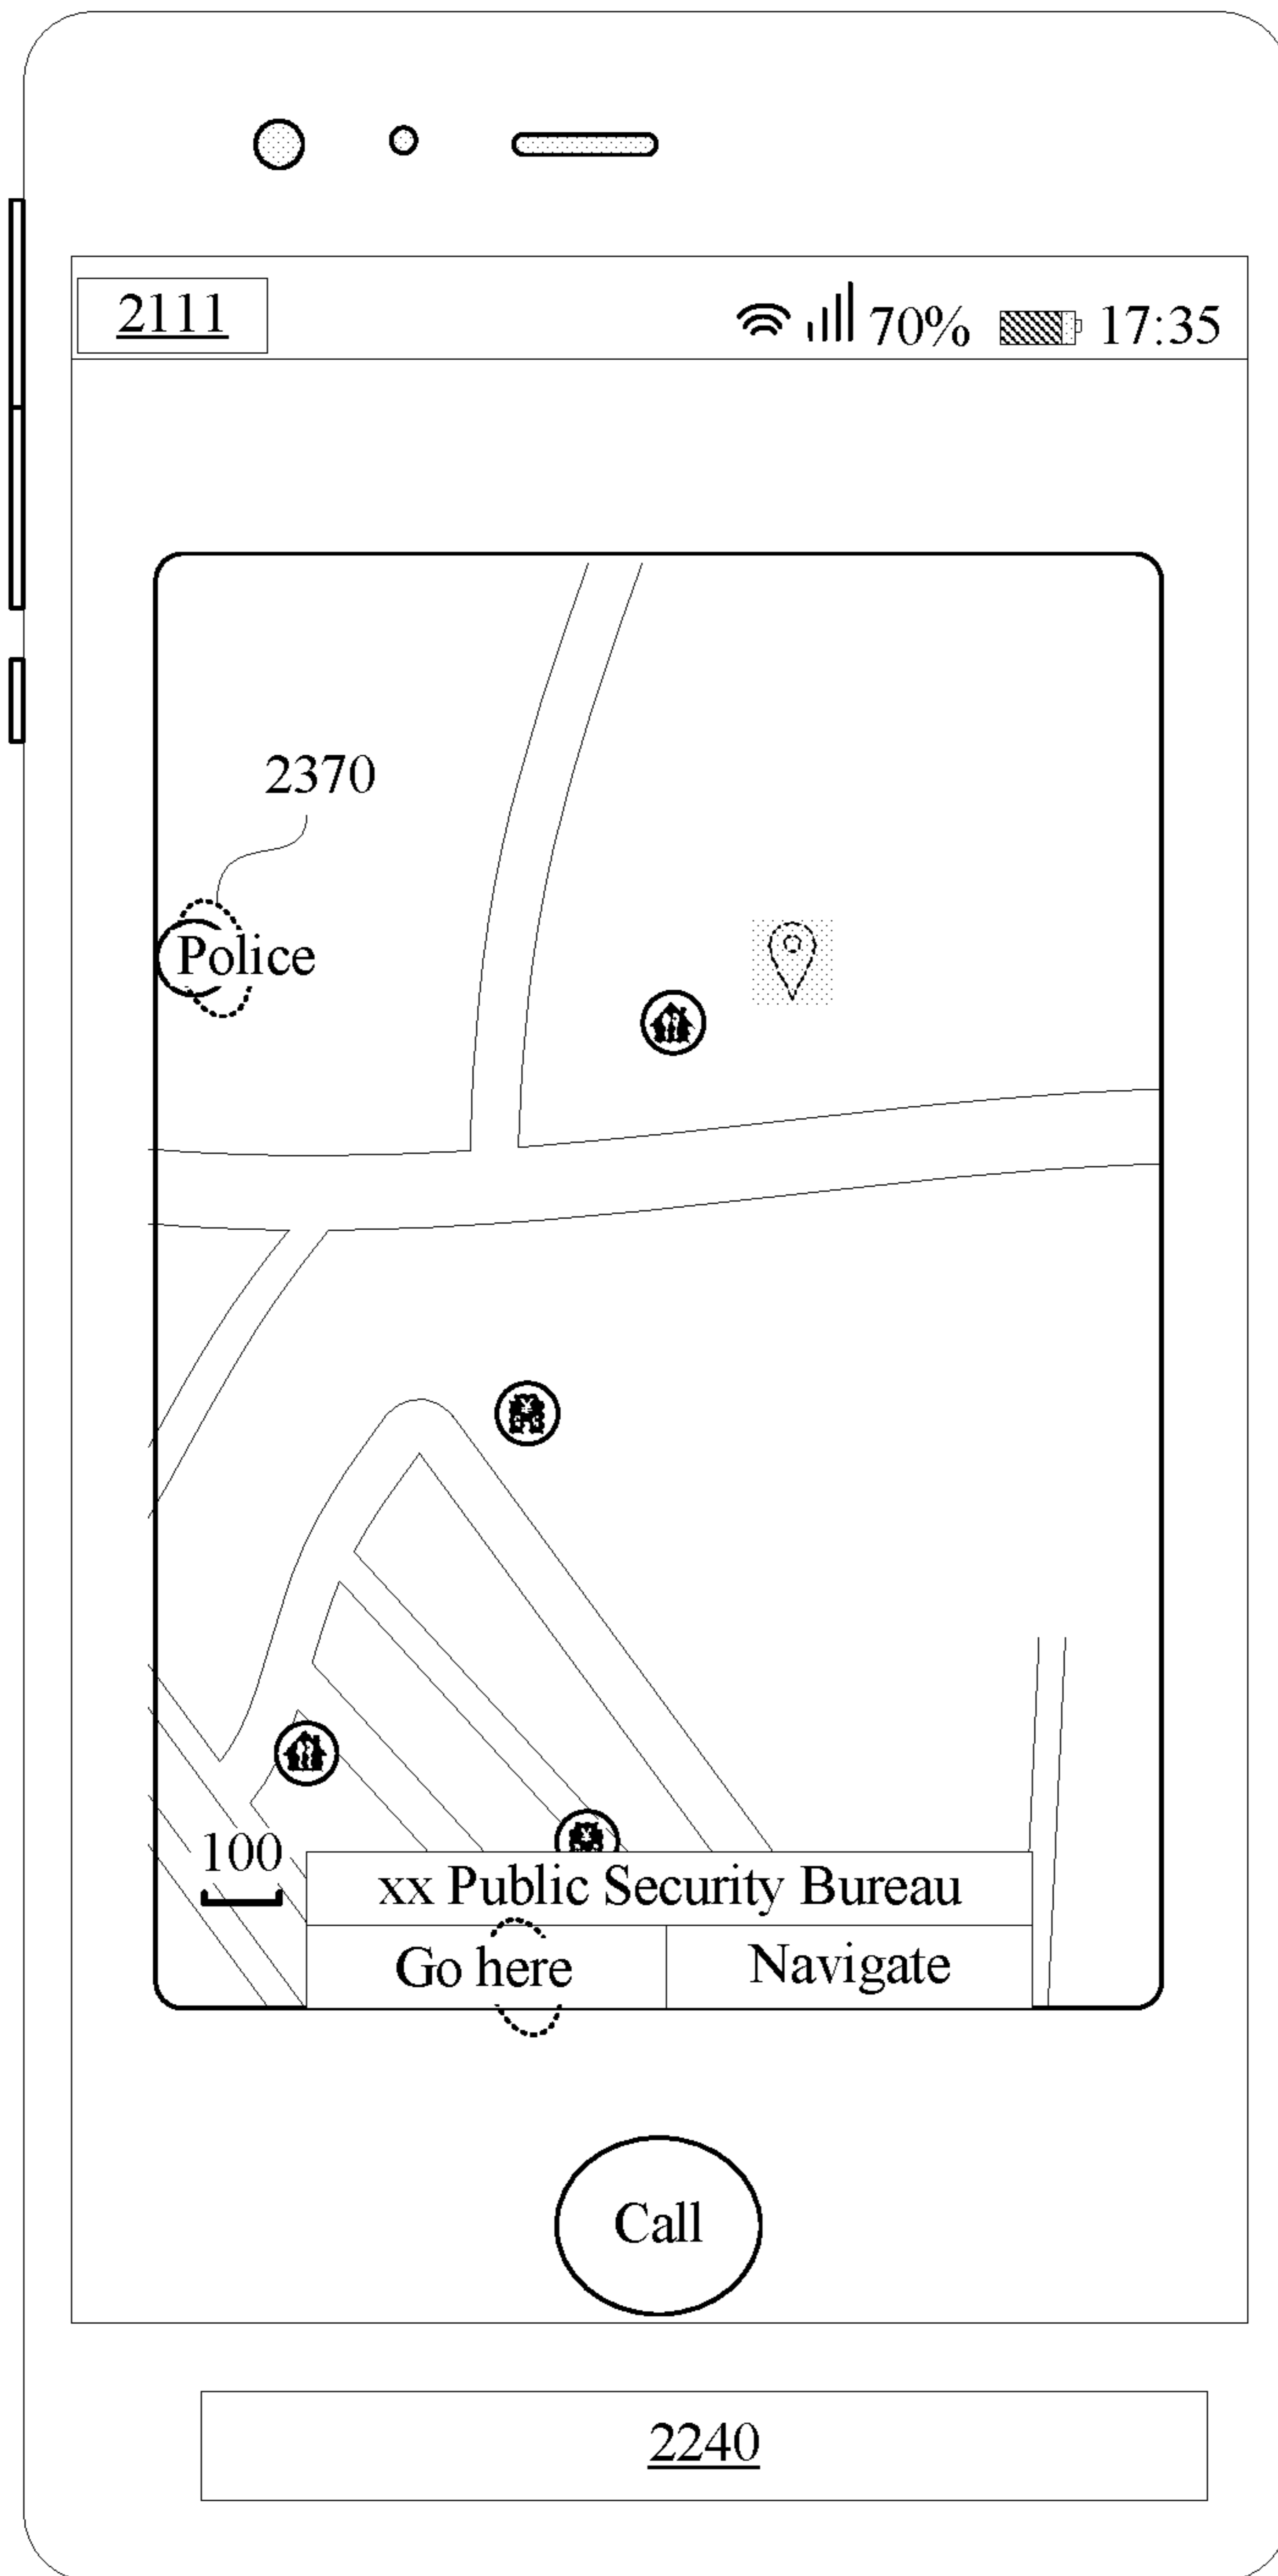 2111 70% 17:35
2370
Police
¥
100
¥
xx Public Security Bureau
Go here Navigate
Call
2240